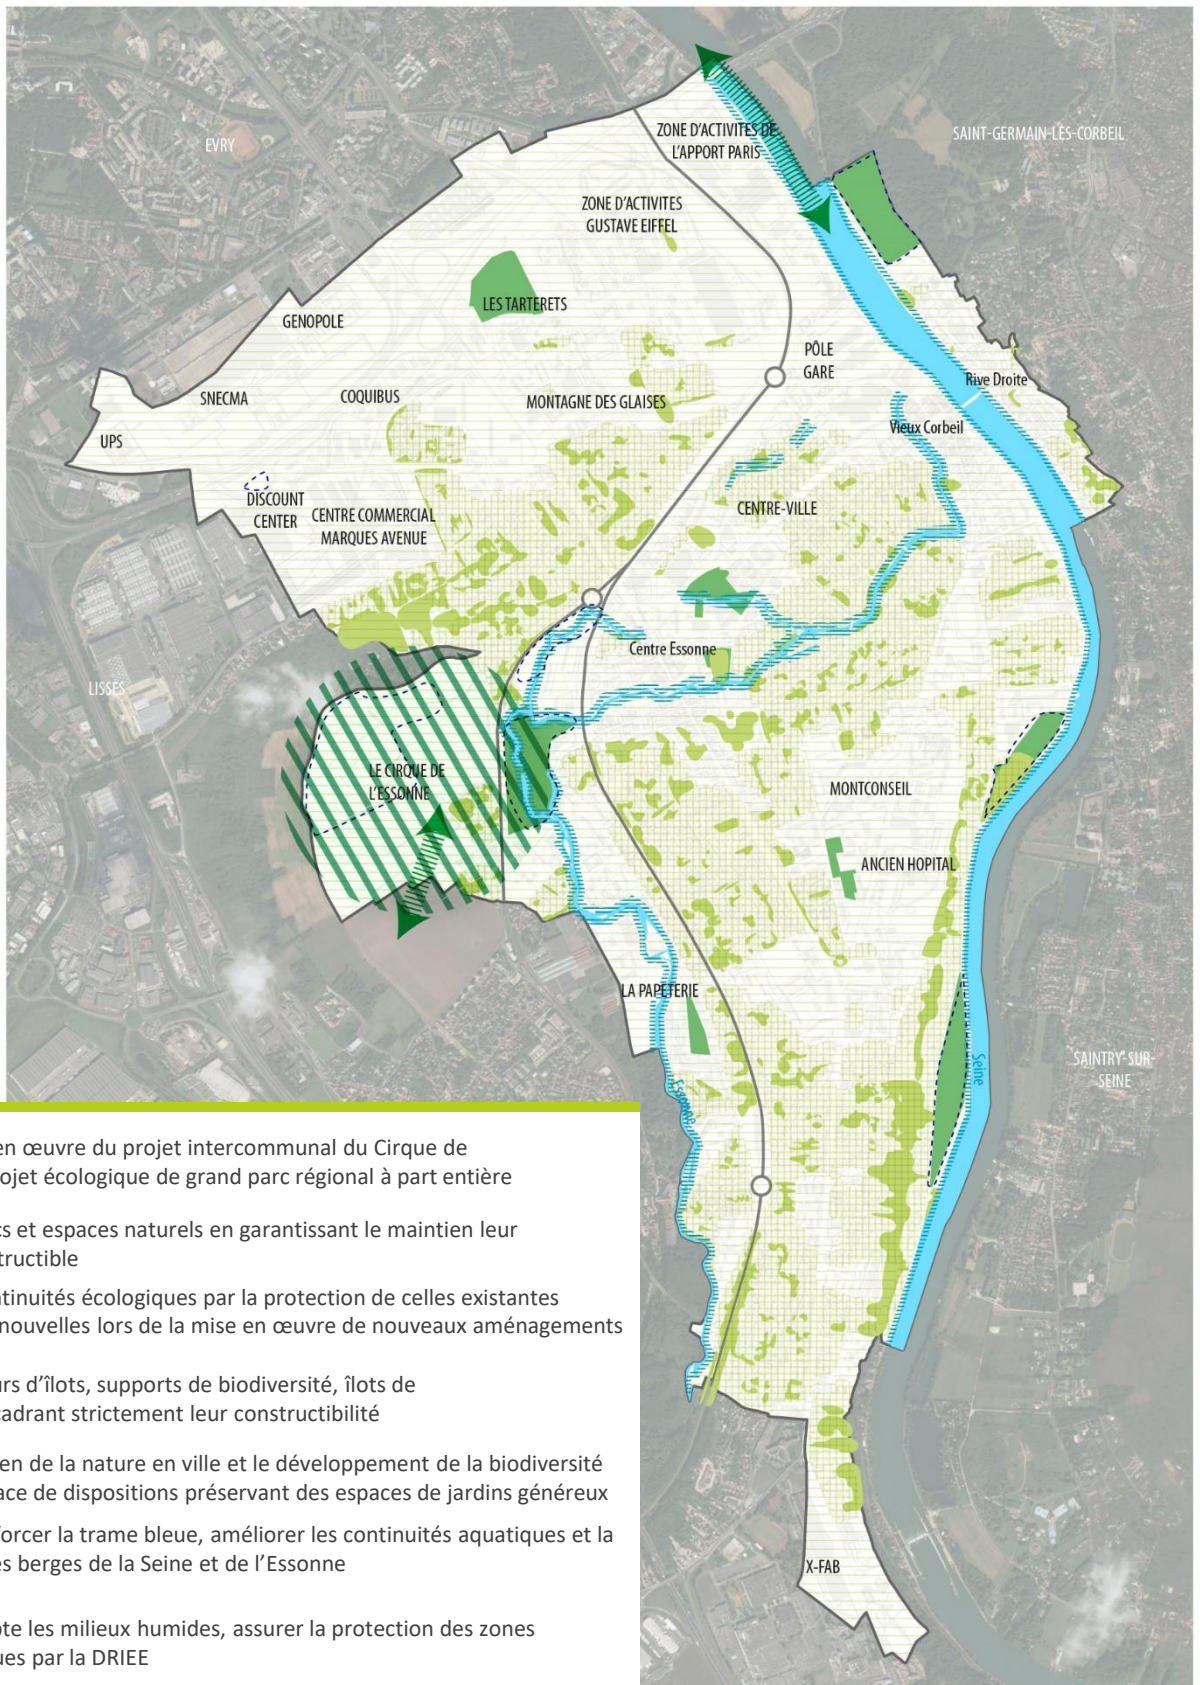 ZONE D'ACTIVITES DE
L'APPORT PARIS
SAINT-GERMAIN-LÈS-CORBEIL
EVRY
ZONE D'ACTIVITES
GUSTAVE EIFFEL
LES TARTERETS
GENOPOLE
PÔLE
GARE
Rive Droite
SNECMA
COQUIBUS
MONTAGNE DES GLAISES
Vieux Corbeil
UPS
DISCOUNT
CENTER
CENTRE COMMERCIAL
MARQUES AVENUE
CENTRE-VILLE
Centre Essonne
LISSES
LE CIRQUE DE
L'ESSONNE
MONTCONSEIL
ANCIEN HOPITAL
LA PAPETERIE
Seine
SAINTRY-SUR-
SEINE
Essonne
en œuvre du projet intercommunal du Cirque de
ojet écologique de grand parc régional à part entière
cs et espaces naturels en garantissant le maintien leur
structible
ntinuités écologiques par la protection de celles existantes
nouvelles lors de la mise en œuvre de nouveaux aménagements
urs d'îlots, supports de biodiversité, îlots de
cadrant strictement leur constructibilité
en de la nature en ville et le développement de la biodiversité
ace de dispositions préservant des espaces de jardins généreux
forcer la trame bleue, améliorer les continuités aquatiques et la
es berges de la Seine et de l'Essonne
pte les milieux humides, assurer la protection des zones
ues par la DRIEE
X-FAB